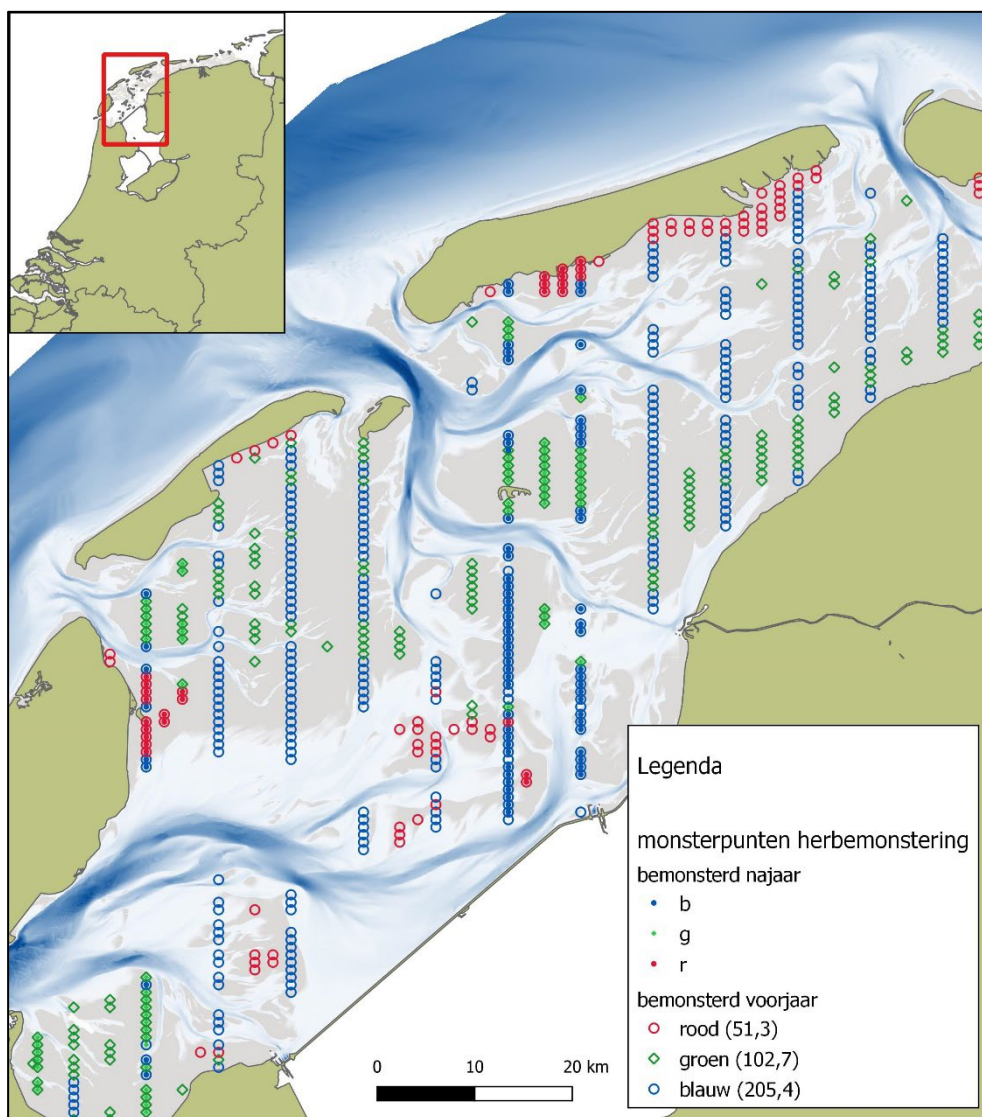 Legenda
monsterpunten herbemonstering
bemonsterd najaar
b
g
r
bemonsterd voorjaar
rood (51,3)
groen (102,7)
blauw (205,4)
0 10 20 km